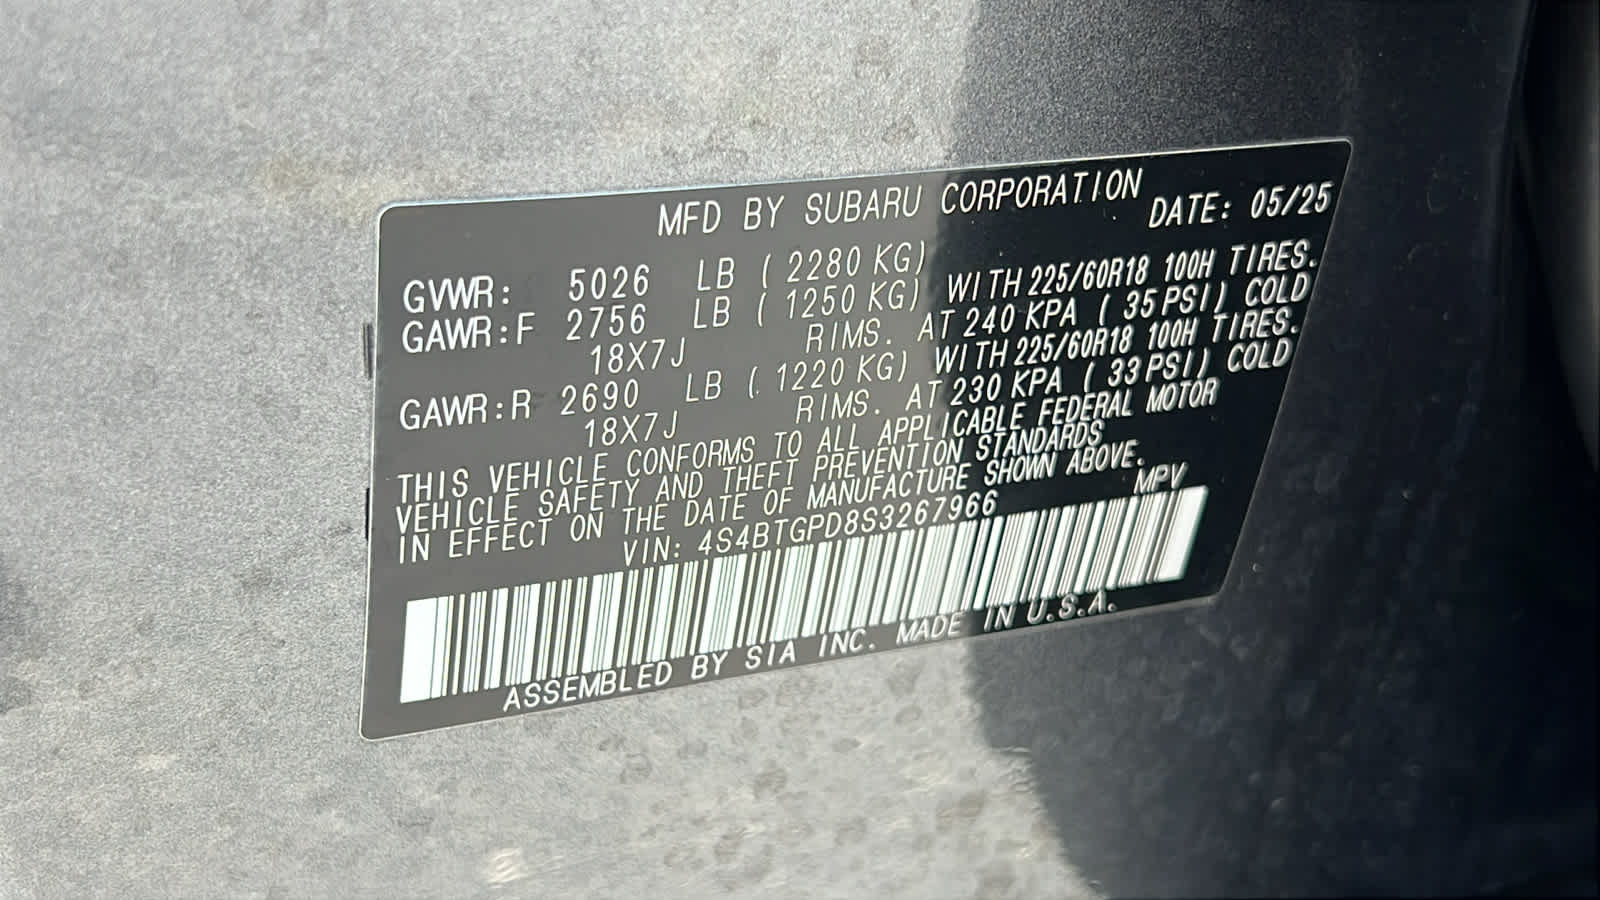 MFD BY SUBARU CORPORATION DATE: 05/25
GVWR: 5026 LB ( 2280 KG)
GAWR:F 2756 LB ( 1250 KG) WITH 225/60R18 100H TIRES.
18X7J RIMS. AT 240 KPA ( 35 PSI) COLD
GAWR:R 2690 LB ( 1220 KG) WITH 225/60R18 100H TIRES.
18X7J RIMS. AT 230 KPA ( 33 PSI) COLD
THIS VEHICLE CONFORMS TO ALL APPLICABLE FEDERAL MOTOR
VEHICLE SAFETY AND THEFT PREVENTION STANDARDS
IN EFFECT ON THE DATE OF MANUFACTURE SHOWN ABOVE.
VIN: 4S4BTGPD8S3267966 MPV
ASSEMBLED BY SIA INC. MADE IN U.S.A.